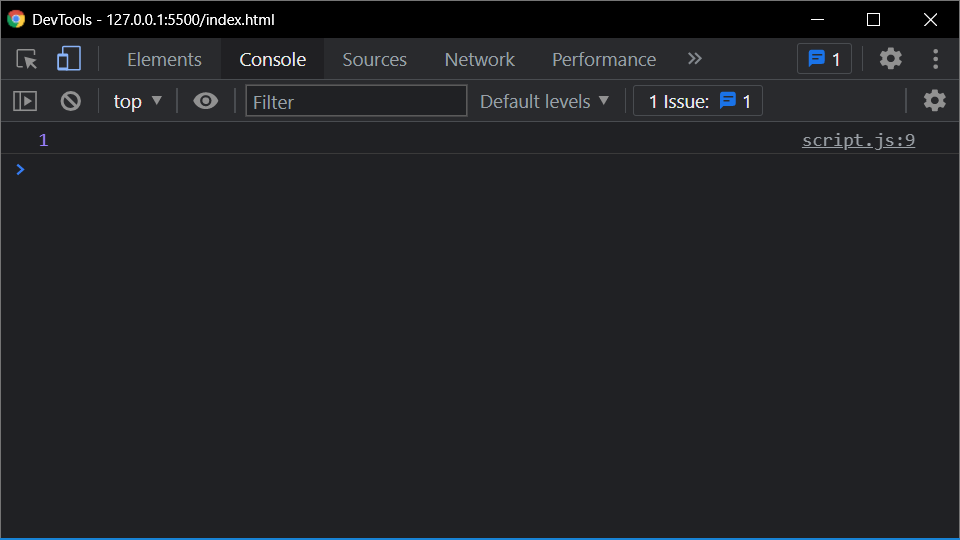 DevTools - 127.0.0.1:5500/index.html
Elements Console Sources Network Performance 1
top Filter Default levels 1 Issue: 1
1 script.js:9